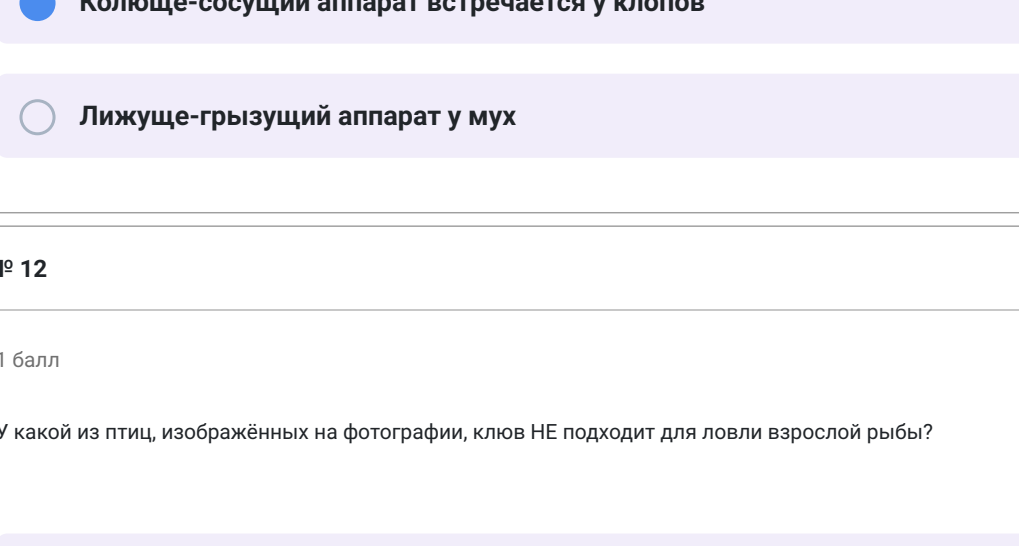 Колюще-сосущий аппарат встречается у клопов
Лижуще-грызущий аппарат у мух
№ 12
1 балл
У какой из птиц, изображённых на фотографии, клюв НЕ подходит для ловли взрослой рыбы?